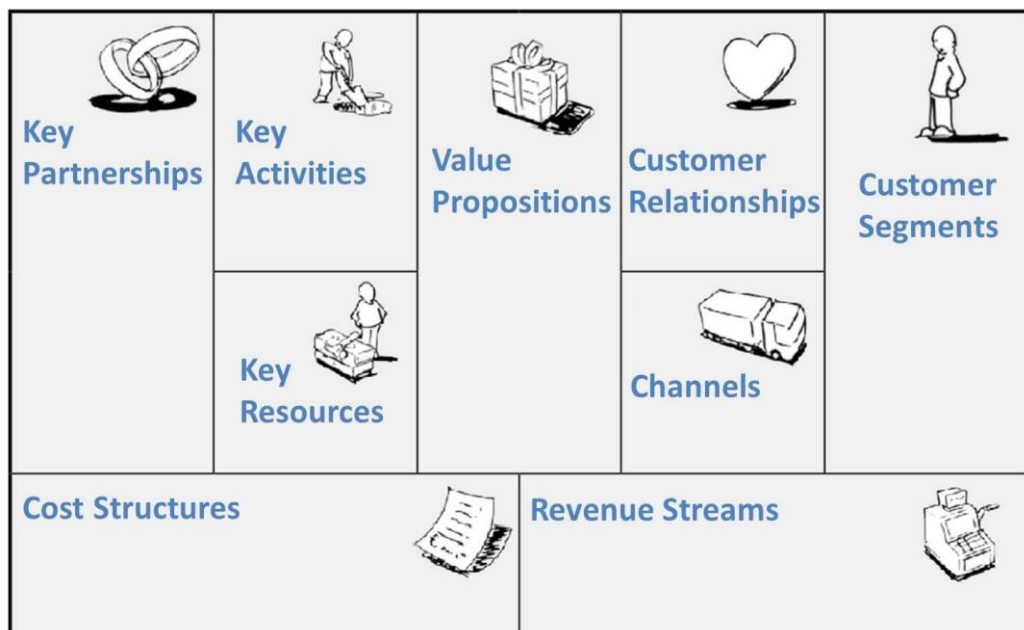 Key
Partnerships
Key
Activities
Key
Resources
Value
Propositions
Customer
Relationships
Channels
Customer
Segments
Cost Structures
Revenue Streams